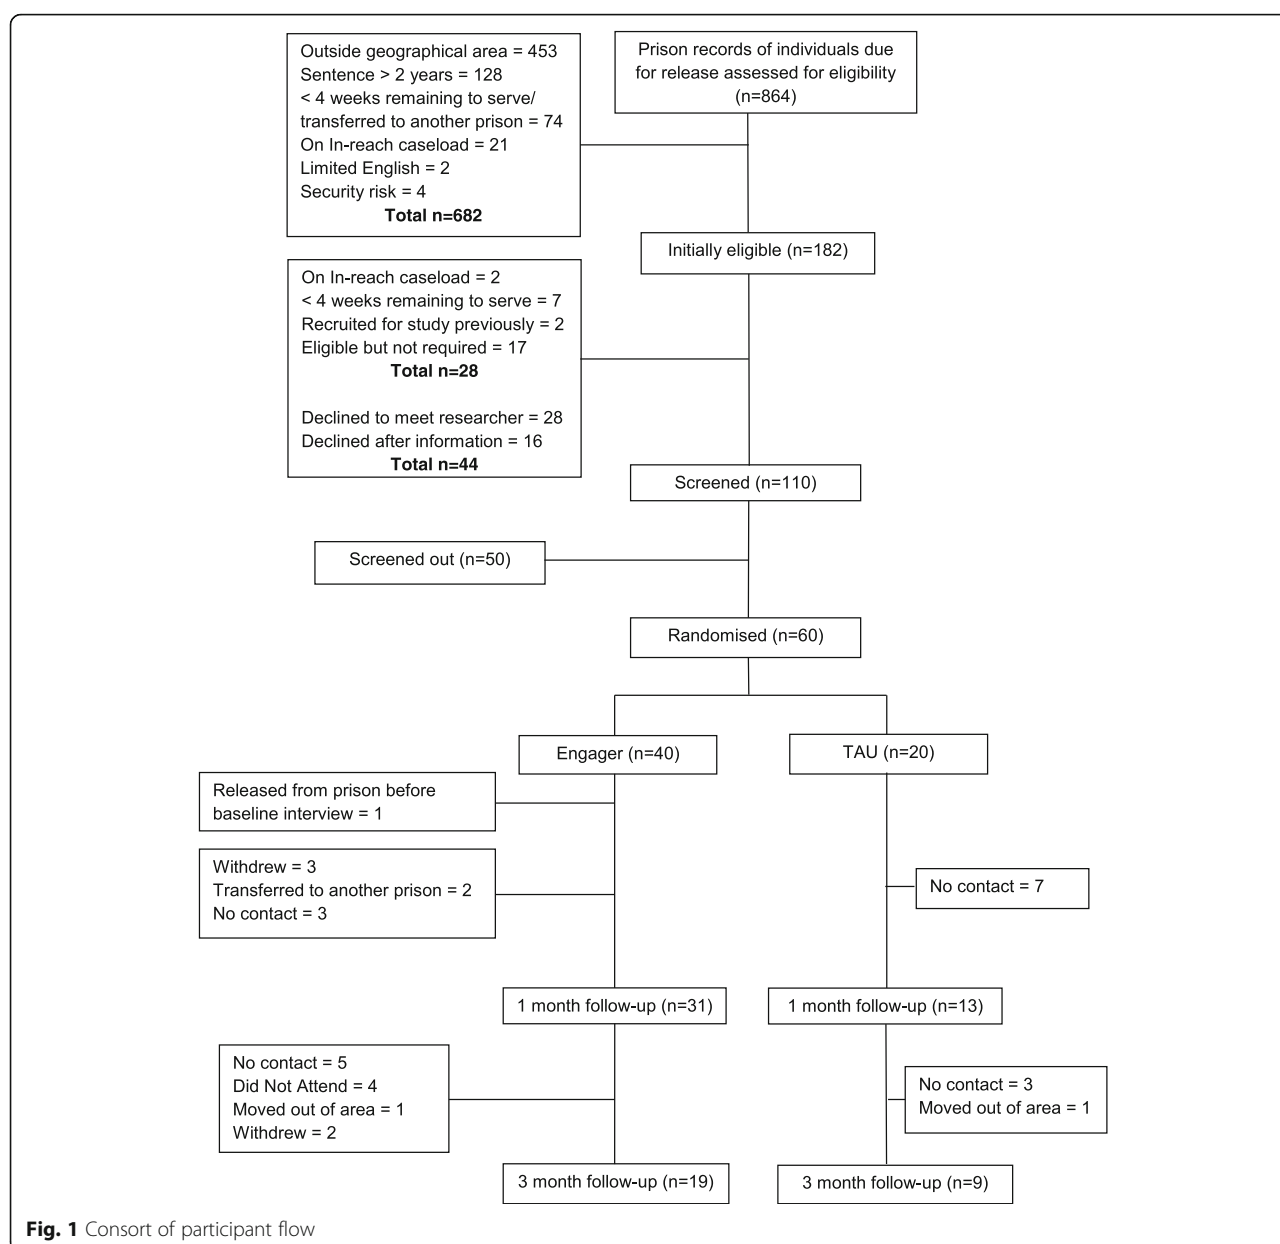 Prison records of individuals due
for release assessed for eligibility
(n=864)
Outside geographical area = 453
Sentence > 2 years = 128
< 4 weeks remaining to serve/
transferred to another prison = 74
On In-reach caseload = 21
Limited English = 2
Security risk = 4
Total n=682
Initially eligible (n=182)
On In-reach caseload = 2
< 4 weeks remaining to serve = 7
Recruited for study previously = 2
Eligible but not required = 17
Total n=28
Declined to meet researcher = 28
Declined after information = 16
Total n=44
Screened (n=110)
Screened out (n=50)
Randomised (n=60)
Engager (n=40)
TAU (n=20)
Released from prison before
baseline interview = 1
Withdrew = 3
Transferred to another prison = 2
No contact = 3
No contact = 7
1 month follow-up (n=31)
1 month follow-up (n=13)
No contact = 5
Did Not Attend = 4
Moved out of area = 1
Withdrew = 2
No contact = 3
Moved out of area = 1
3 month follow-up (n=19)
3 month follow-up (n=9)
Fig. 1 Consort of participant flow